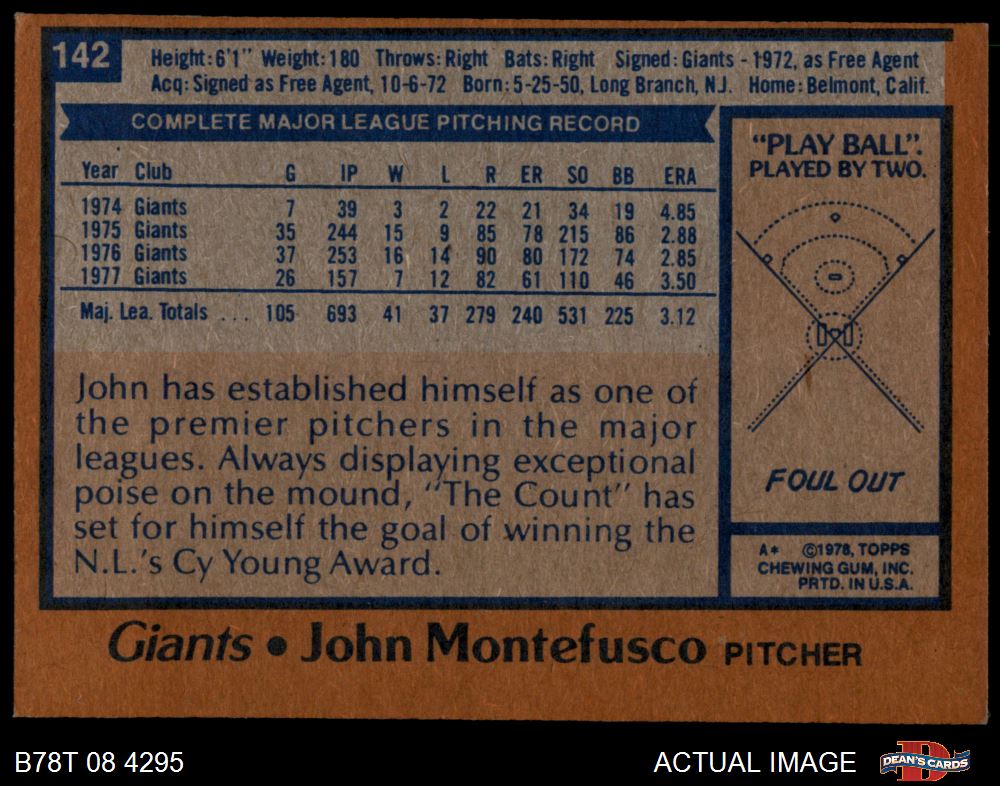 142
Height: 6'1" Weight: 180 Throws: Right Bats: Right Signed: Giants - 1972, as Free Agent
Acq: Signed as Free Agent, 10-6-72 Born: 5-25-50, Long Branch, N.J. Home: Belmont, Calif.
COMPLETE MAJOR LEAGUE PITCHING RECORD
Year Club G IP W L R ER SO BB ERA
1974 Giants 7 39 3 2 22 21 34 19 4.85
1975 Giants 35 244 15 9 85 78 215 86 2.88
1976 Giants 37 253 16 14 90 80 172 74 2.85
1977 Giants 26 157 7 12 82 61 110 46 3.50
Maj. Lea. Totals ... 105 693 41 37 279 240 531 225 3.12
John has established himself as one of
the premier pitchers in the major
leagues. Always displaying exceptional
poise on the mound, "The Count" has
set for himself the goal of winning the
N.L.'s Cy Young Award.
"PLAY BALL".
PLAYED BY TWO.
FOUL OUT
A* ©1978, TOPPS
CHEWING GUM, INC.
PRTD. IN U.S.A.
Giants • John Montefusco PITCHER
B78T 08 4295
ACTUAL IMAGE
D
DEAN'S CARDS